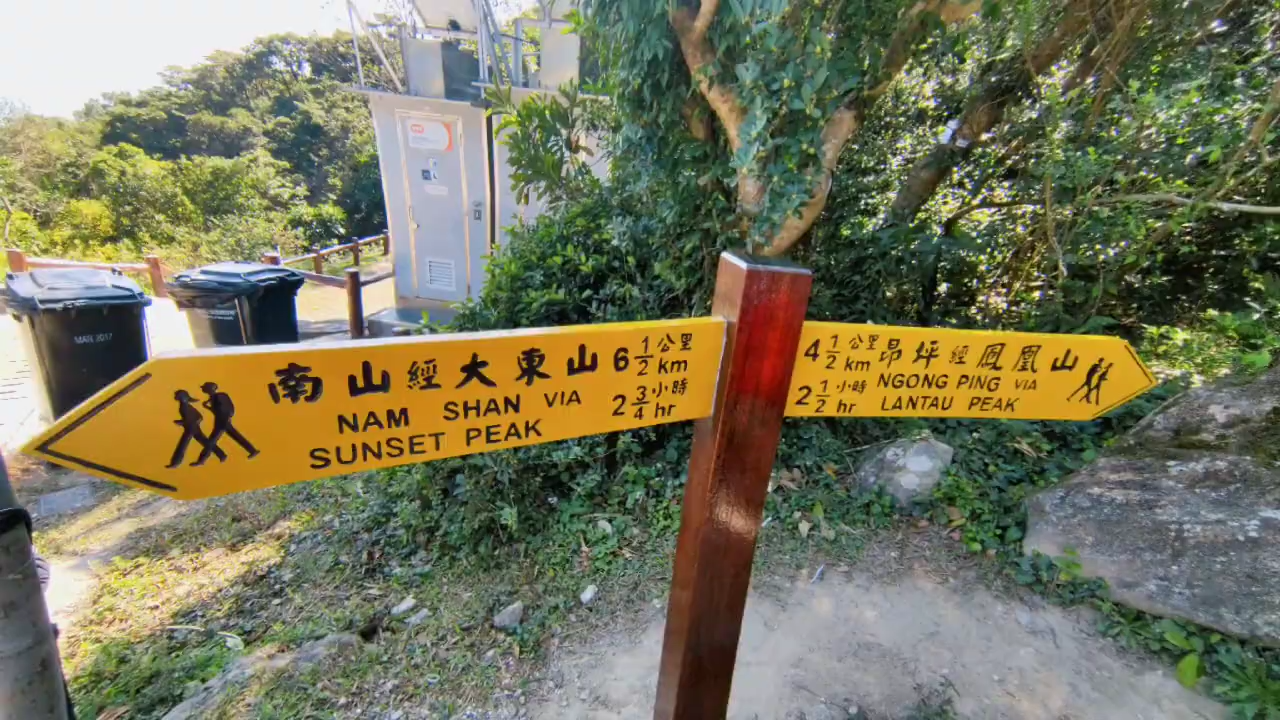 南山經大東山 6 1/2 公里 km
NAM SHAN VIA
SUNSET PEAK 2 3/4 小時 hr
4 1/2 公里 km 昂坪經鳳凰山
2 1/2 小時 hr NGONG PING VIA
LANTAU PEAK
MAR 2017